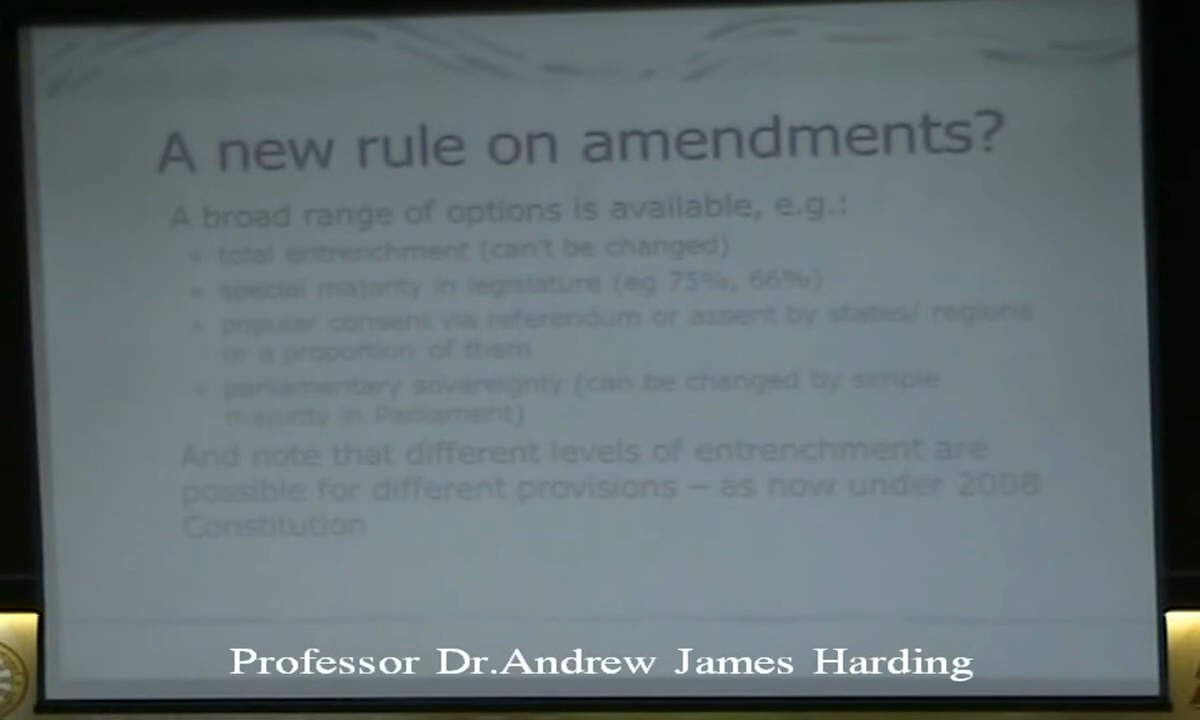 A new rule on amendments?
A broad range of options is available, e.g.:
• total entrenchment (can't be changed)
• special majority in legislature (eg 75%, 66%)
• popular consent via referendum or assent by states/ regions
or a proportion of them
• parliamentary sovereignty (can be changed by simple
majority in Parliament)
And note that different levels of entrenchment are
possible for different provisions – as now under 2008
Constitution
Professor Dr.Andrew James Harding